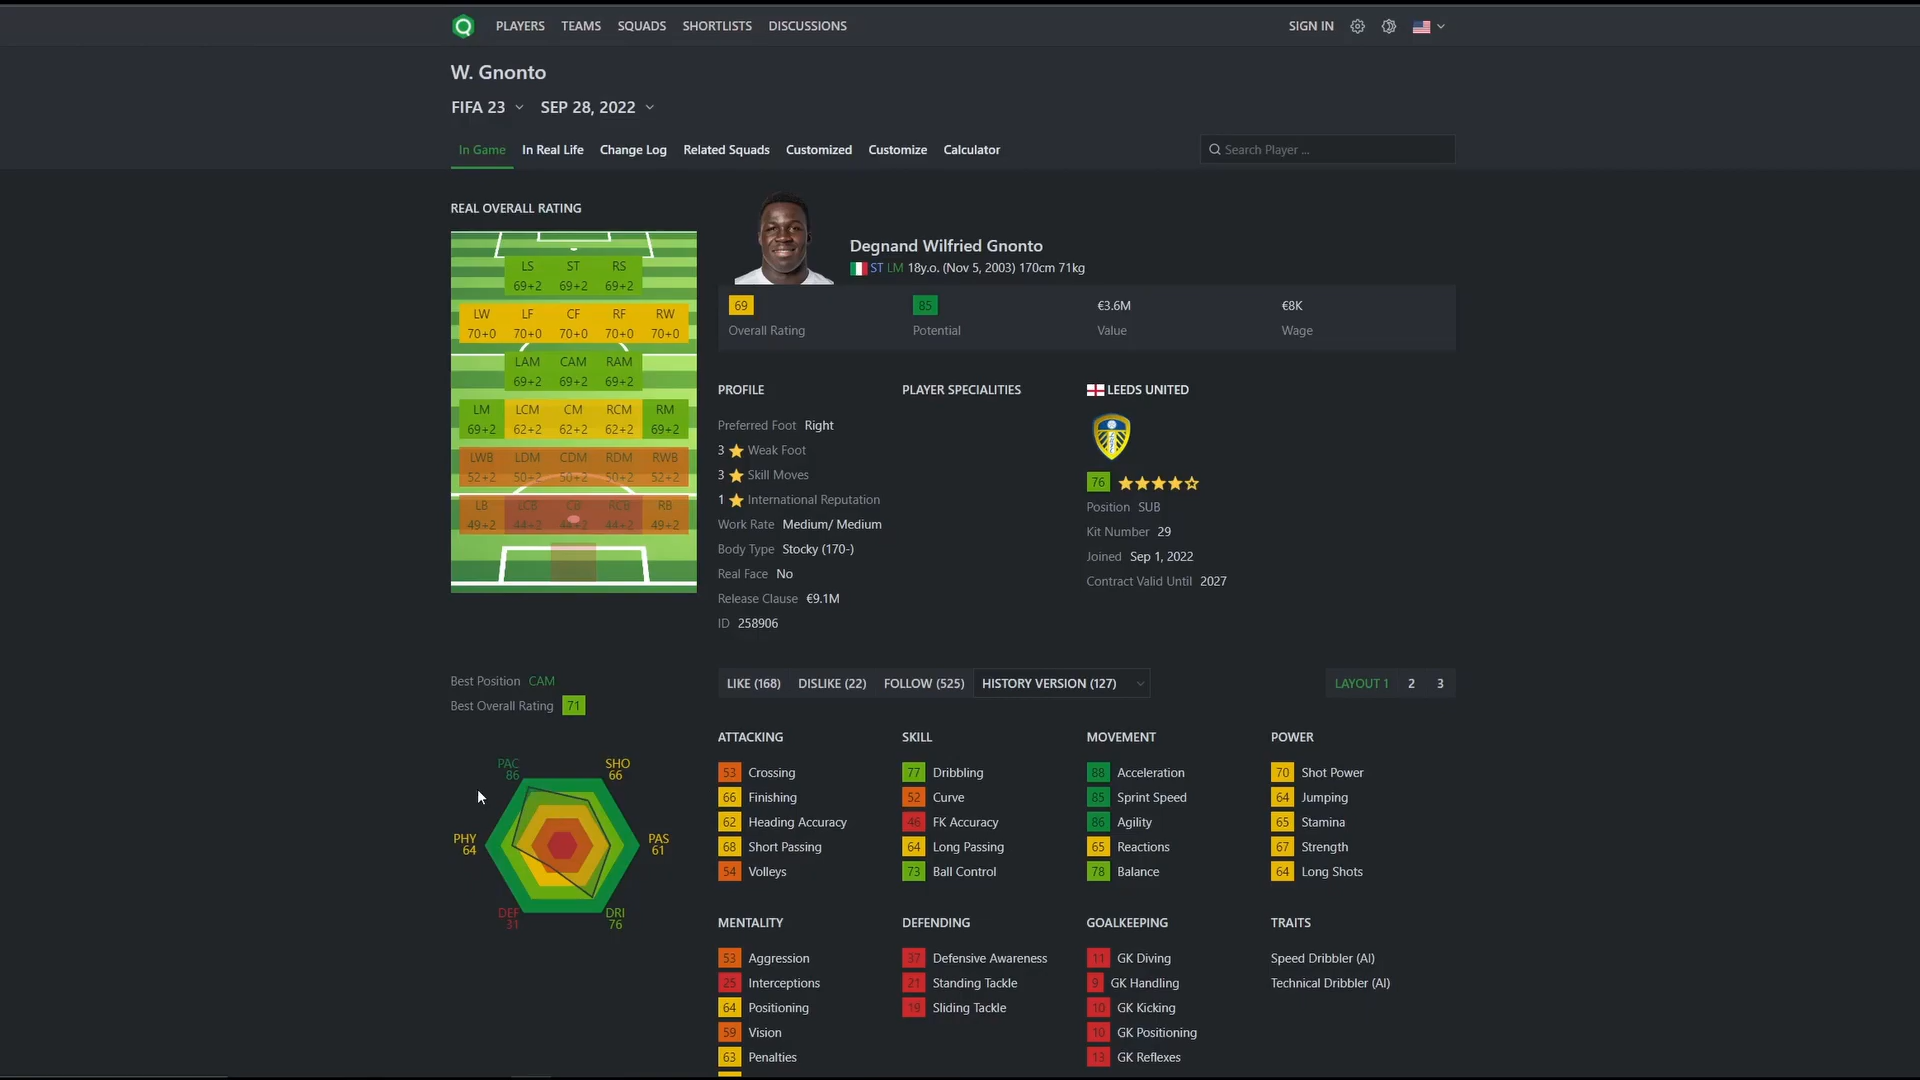 PLAYERS TEAMS SQUADS SHORTLISTS DISCUSSIONS SIGN IN
W. Gnonto
FIFA 23 SEP 28, 2022
In Game In Real Life Change Log Related Squads Customized Customize Calculator Search Player ...
REAL OVERALL RATING
LS ST RS
69+2 69+2 69+2
LW LF CF RF RW
70+0 70+0 70+0 70+0 70+0
LAM CAM RAM
69+2 69+2 69+2
LM LCM CM RCM RM
69+2 62+2 62+2 62+2 69+2
LWB LDM CDM RDM RWB
52+2 50+2 50+2 50+2 52+2
LB LCB CB RCB RB
49+2 44+2 44+2 44+2 49+2
Degnand Wilfried Gnonto
ST LM 18y.o. (Nov 5, 2003) 170cm 71kg
69 85 €3.6M €8K
Overall Rating Potential Value Wage
PROFILE
Preferred Foot Right
3 Weak Foot
3 Skill Moves
1 International Reputation
Work Rate Medium/ Medium
Body Type Stocky (170-)
Real Face No
Release Clause €9.1M
ID 258906
PLAYER SPECIALITIES
LEEDS UNITED
76
Position SUB
Kit Number 29
Joined Sep 1, 2022
Contract Valid Until 2027
Best Position CAM
Best Overall Rating 71
LIKE (168) DISLIKE (22) FOLLOW (525) HISTORY VERSION (127) LAYOUT 1 2 3
PAC
86
SHO
66
PHY
64
PAS
61
DEF
31
DRI
76
ATTACKING
53 Crossing
66 Finishing
62 Heading Accuracy
68 Short Passing
54 Volleys
SKILL
77 Dribbling
52 Curve
46 FK Accuracy
64 Long Passing
73 Ball Control
MOVEMENT
88 Acceleration
85 Sprint Speed
86 Agility
65 Reactions
78 Balance
POWER
70 Shot Power
64 Jumping
65 Stamina
67 Strength
64 Long Shots
MENTALITY
53 Aggression
25 Interceptions
64 Positioning
59 Vision
63 Penalties
DEFENDING
37 Defensive Awareness
21 Standing Tackle
19 Sliding Tackle
GOALKEEPING
11 GK Diving
9 GK Handling
10 GK Kicking
10 GK Positioning
13 GK Reflexes
TRAITS
Speed Dribbler (AI)
Technical Dribbler (AI)